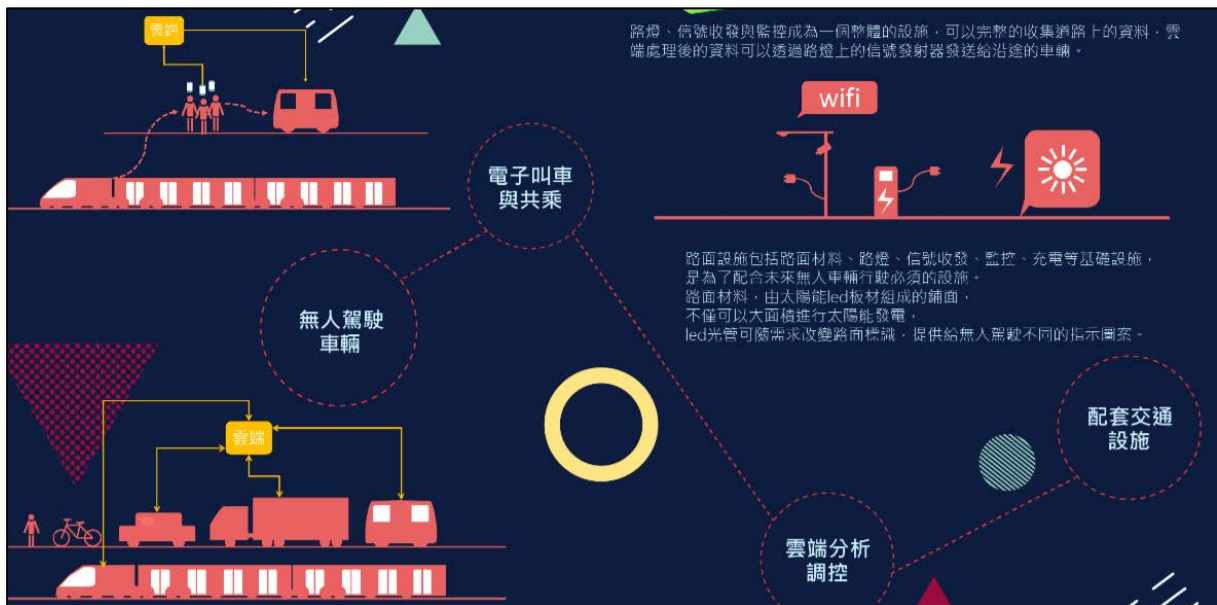 雲端
路燈、信號收發與監控成為一個整體的設施，可以完整的收集道路上的資料，雲
端處理後的資料可以透過路燈上的信號發射器發送給沿途的車輛。
wifi
電子叫車
與共乘
路面設施包括路面材料、路燈、信號收發、監控、充電等基礎設施，
是為了配合未來無人車輛行駛必須的設施。
路面材料，由太陽能led板材組成的鋪面，
不僅可以大面積進行太陽能發電，
led光管可隨需求改變路面標識，提供給無人駕駛不同的指示圖案。
無人駕駛
車輛
配套交通
設施
雲端
雲端分析
調控